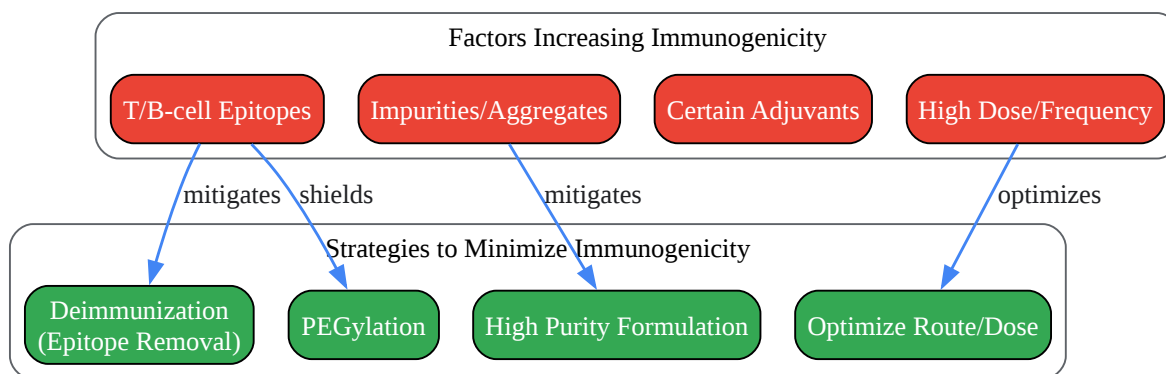 Factors Increasing Immunogenicity
T/B-cell Epitopes
Impurities/Aggregates
Certain Adjuvants
High Dose/Frequency
mitigates
shields
mitigates
optimizes
Strategies to Minimize Immunogenicity
Deimmunization
(Epitope Removal)
PEGylation
High Purity Formulation
Optimize Route/Dose